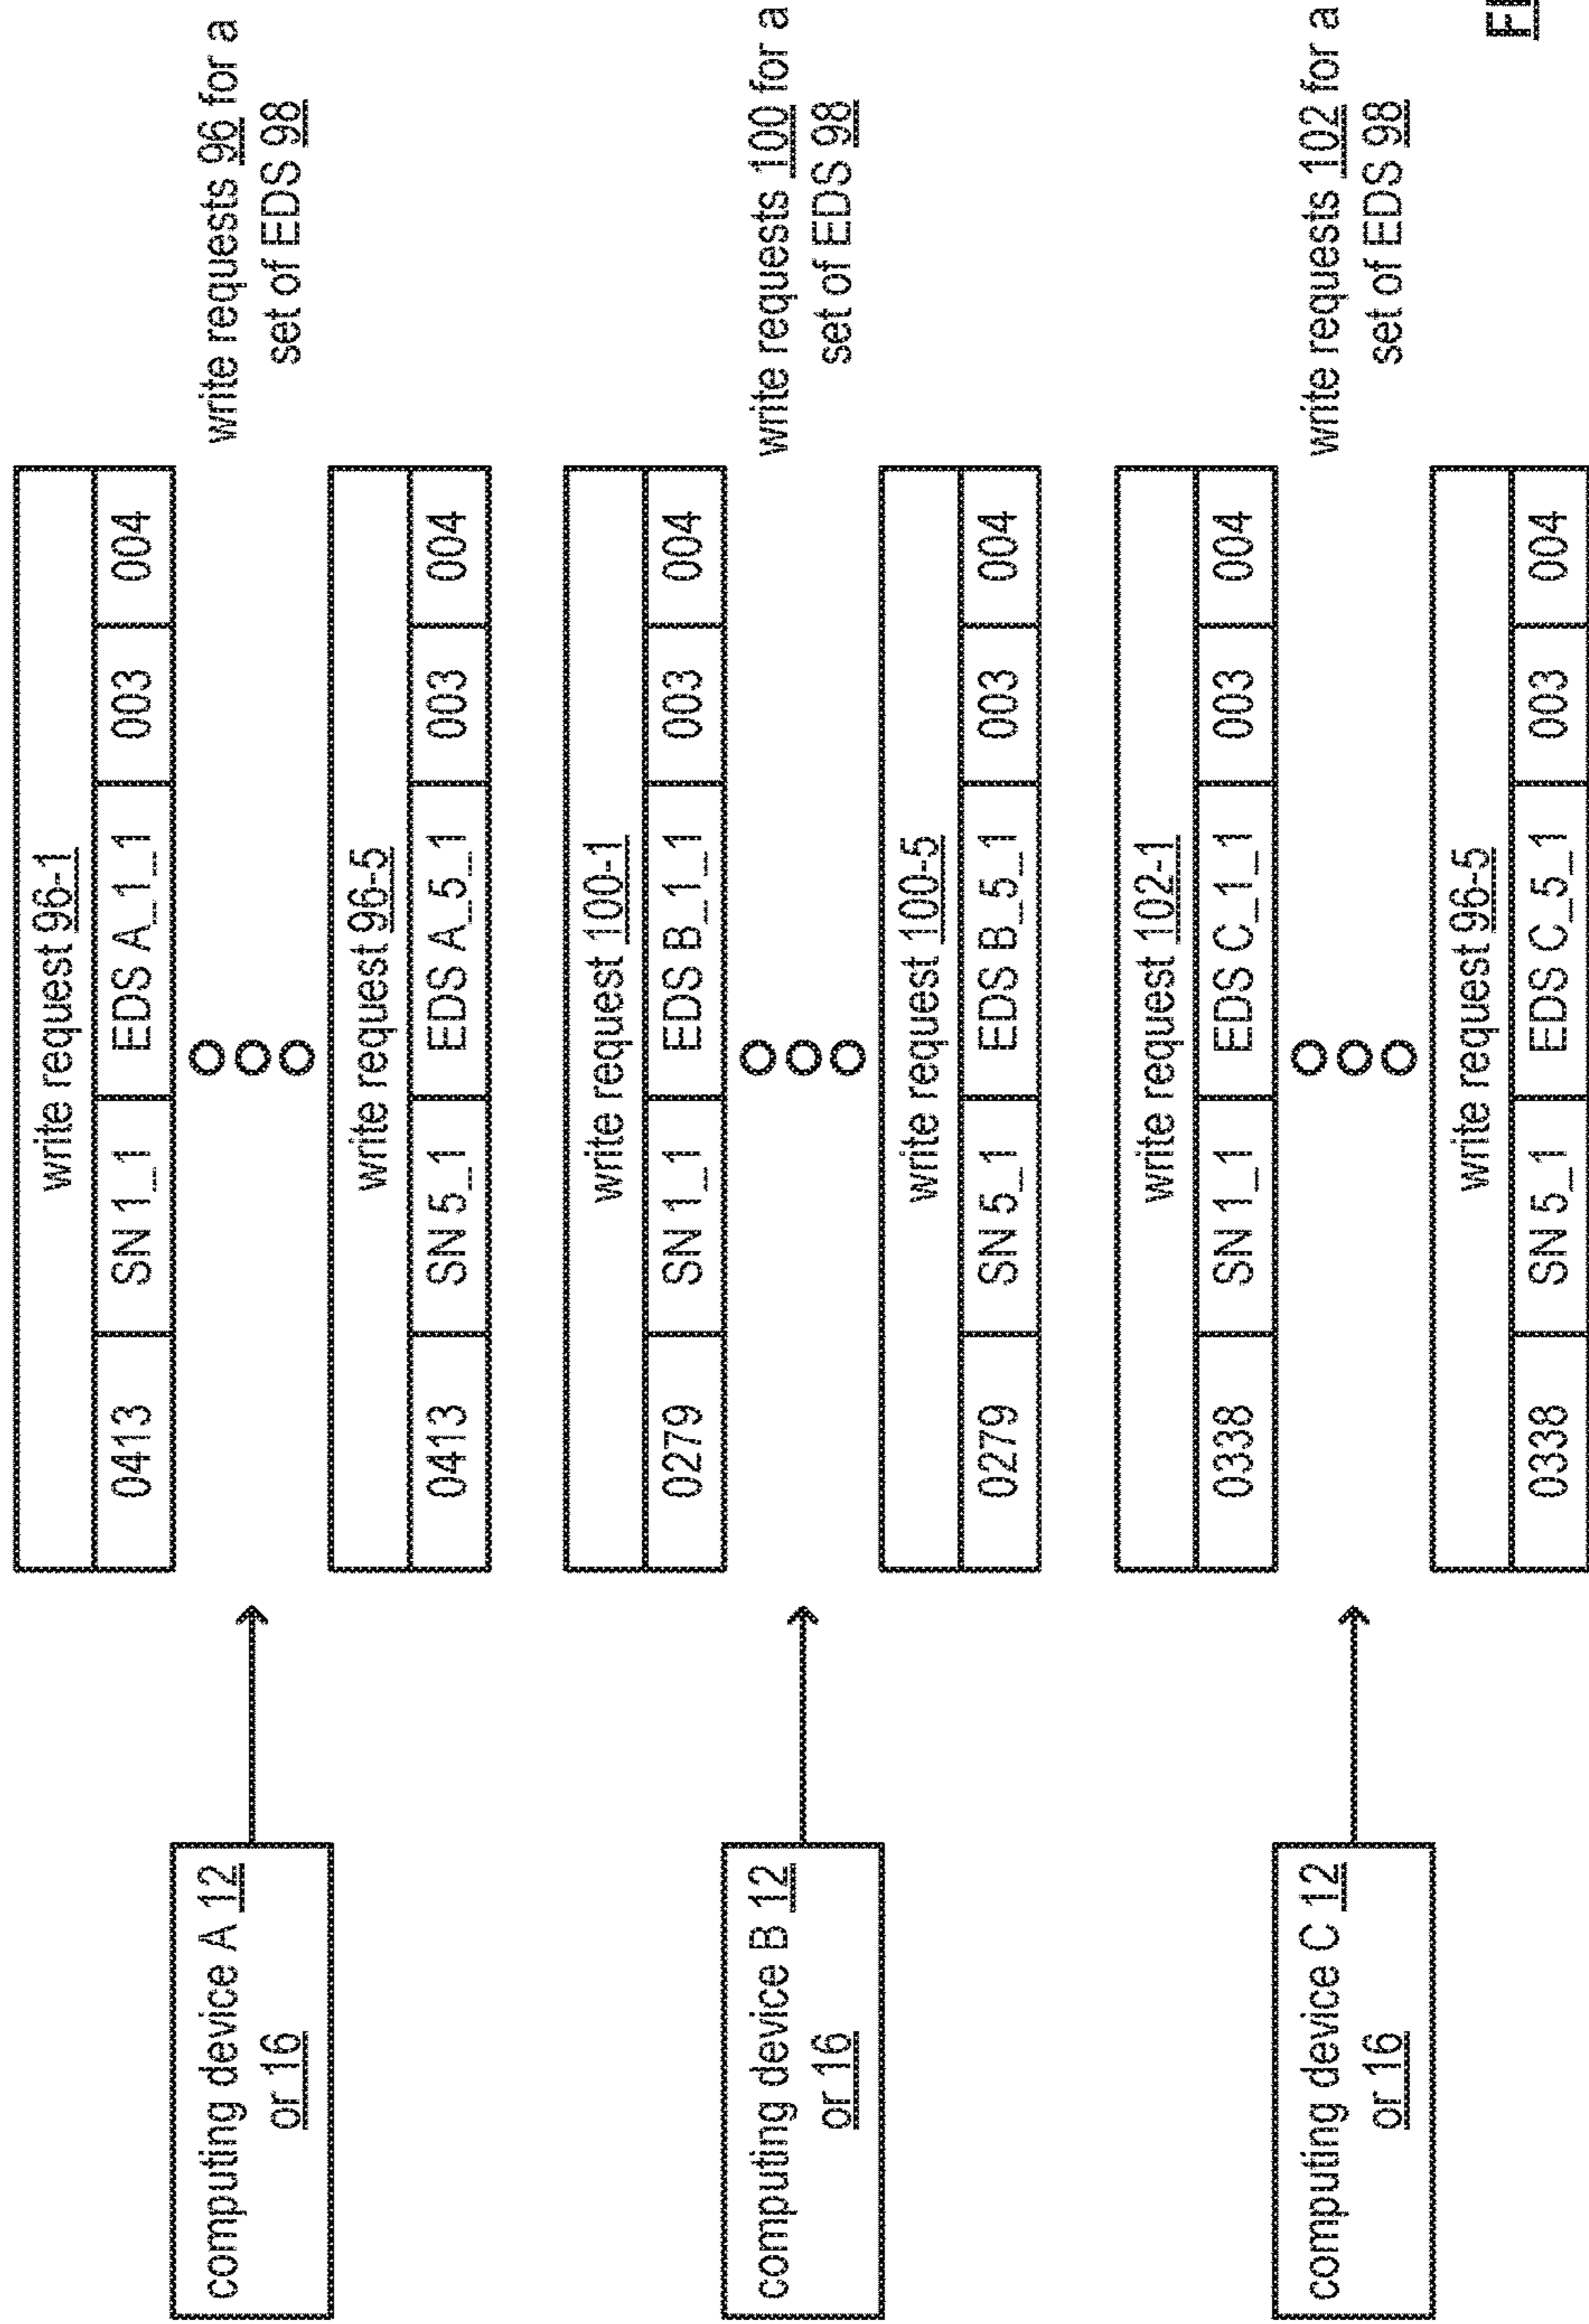 computing device A 12
or 16
write request 96-1
0413 SN 1_1 EDS A_1_1 003 004
write request 96-5
0413 SN 5_1 EDS A_5_1 003 004
write requests 96 for a
set of EDS 98
computing device B 12
or 16
write request 100-1
0279 SN 1_1 EDS B_1_1 003 004
write request 100-5
0279 SN 5_1 EDS B_5_1 003 004
write requests 100 for a
set of EDS 98
computing device C 12
or 16
write request 102-1
0338 SN 1_1 EDS C_1_1 003 004
write request 96-5
0338 SN 5_1 EDS C_5_1 003 004
write requests 102 for a
set of EDS 98